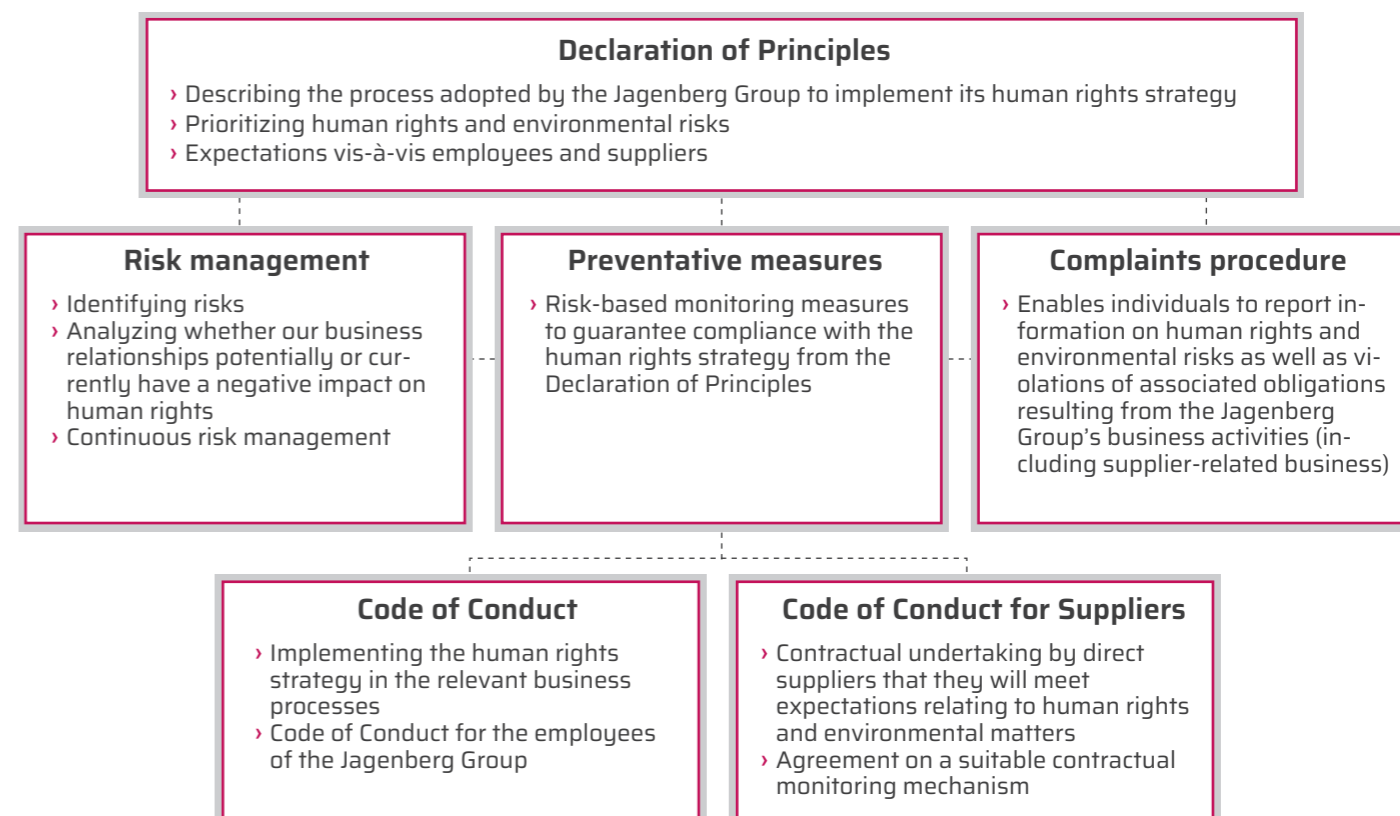 Declaration of Principles
› Describing the process adopted by the Jagenberg Group to implement its human rights strategy
› Prioritizing human rights and environmental risks
› Expectations vis-à-vis employees and suppliers
Risk management
› Identifying risks
› Analyzing whether our business
relationships potentially or cur-
rently have a negative impact on
human rights
› Continuous risk management
Preventative measures
› Risk-based monitoring measures
to guarantee compliance with the
human rights strategy from the
Declaration of Principles
Complaints procedure
› Enables individuals to report in-
formation on human rights and
environmental risks as well as vi-
olations of associated obligations
resulting from the Jagenberg
Group’s business activities (in-
cluding supplier-related business)
Code of Conduct
› Implementing the human rights
strategy in the relevant business
processes
› Code of Conduct for the employees
of the Jagenberg Group
Code of Conduct for Suppliers
› Contractual undertaking by direct
suppliers that they will meet
expectations relating to human rights
and environmental matters
› Agreement on a suitable contractual
monitoring mechanism